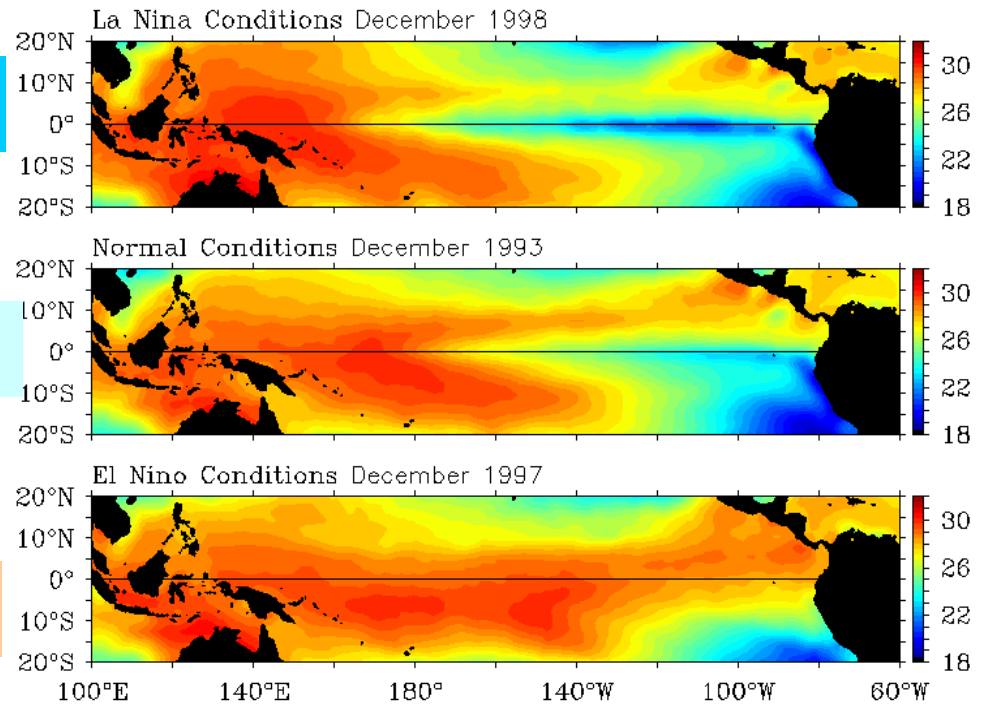 La Nina Conditions December 1998
20°N
10°N
0°
10°S
20°S
30
26
22
18
Normal Conditions December 1993
20°N
10°N
0°
10°S
20°S
30
26
22
18
El Nino Conditions December 1997
20°N
10°N
0°
10°S
20°S
30
26
22
18
100°E 140°E 180° 140°W 100°W 60°W